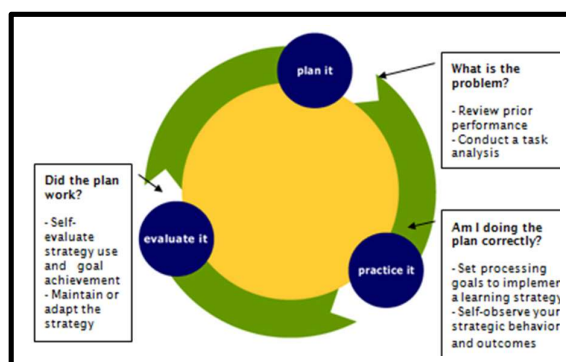 plan it
What is the
problem?
- Review prior
performance
- Conduct a task
analysis
Did the plan
work?
- Self-
evaluate
strategy use
and goal
achievement
- Maintain or
adapt the
strategy
evaluate it
practice it
Am I doing the
plan correctly?
- Set processing
goals to implemen
a learning strategy
- Self-observe your
strategic behavior
and outcomes